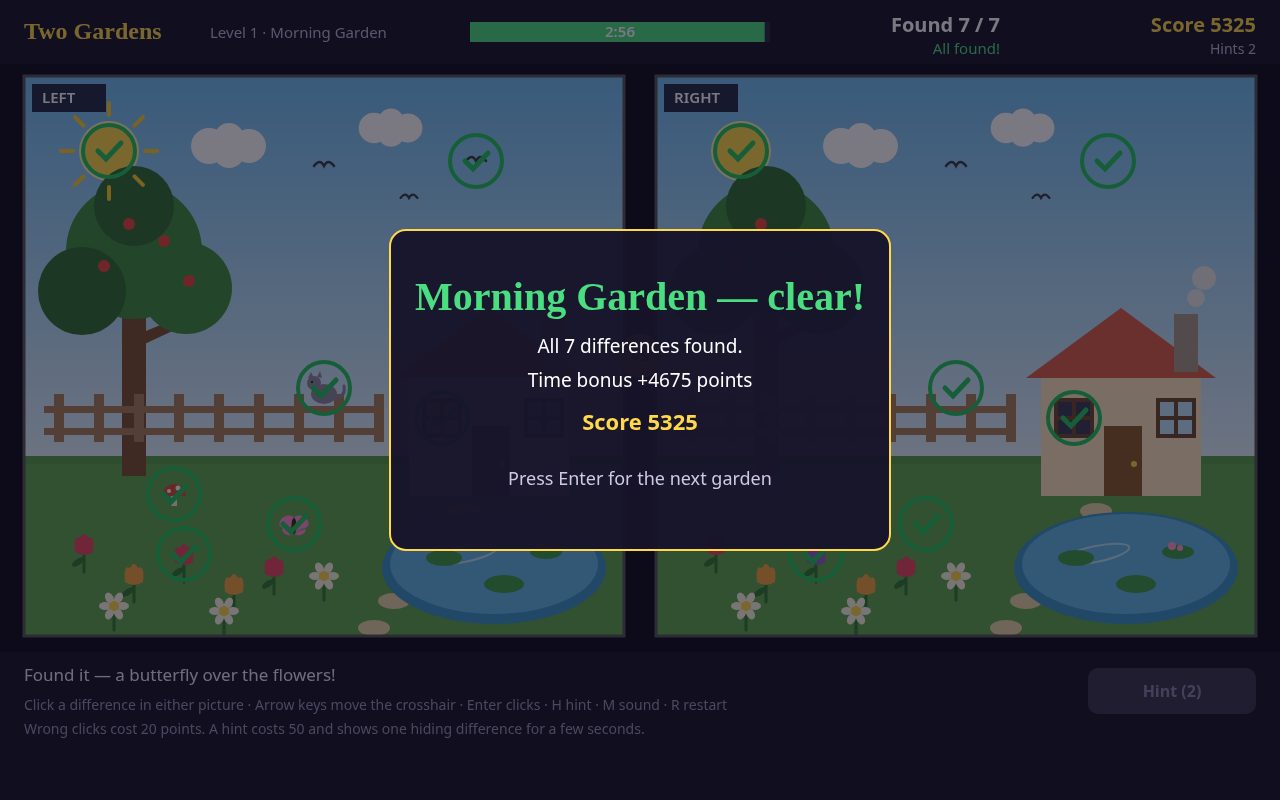 Two Gardens
Level 1 · Morning Garden
2:56
Found 7 / 7
All found!
Score 5325
Hints 2
LEFT
RIGHT
Morning Garden — clear!
All 7 differences found.
Time bonus +4675 points
Score 5325
Press Enter for the next garden
Found it — a butterfly over the flowers!
Click a difference in either picture · Arrow keys move the crosshair · Enter clicks · H hint · M sound · R restart
Wrong clicks cost 20 points. A hint costs 50 and shows one hiding difference for a few seconds.
Hint (2)